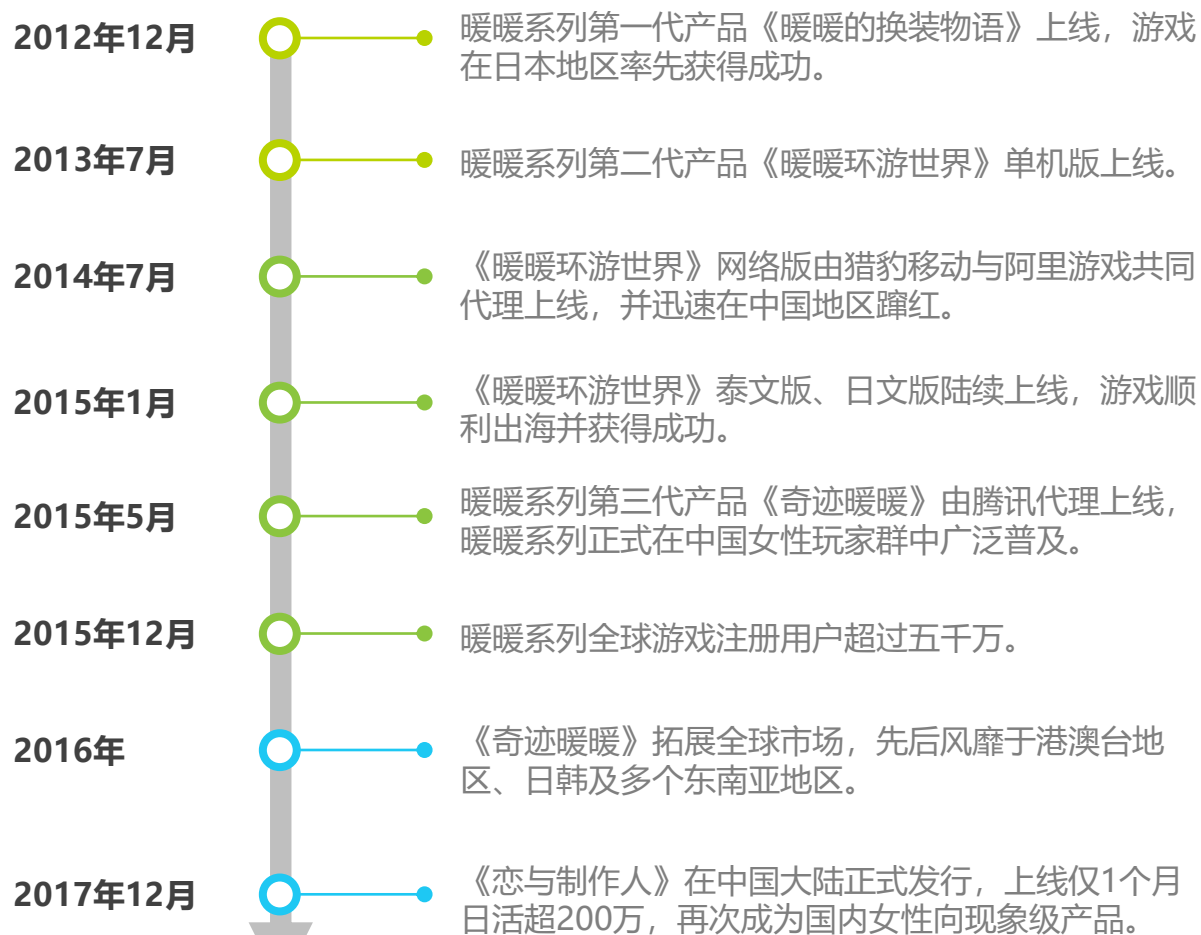 2012年12月
暖暖系列第一代产品《暖暖的换装物语》上线，游戏
在日本地区率先获得成功。
2013年7月
暖暖系列第二代产品《暖暖环游世界》单机版上线。
2014年7月
《暖暖环游世界》网络版由猎豹移动与阿里游戏共同
代理上线，并迅速在中国地区蹿红。
2015年1月
《暖暖环游世界》泰文版、日文版陆续上线，游戏顺
利出海并获得成功。
2015年5月
暖暖系列第三代产品《奇迹暖暖》由腾讯代理上线，
暖暖系列正式在中国女性玩家群中广泛普及。
2015年12月
暖暖系列全球游戏注册用户超过五千万。
2016年
《奇迹暖暖》拓展全球市场，先后风靡于港澳台地
区、日韩及多个东南亚地区。
2017年12月
《恋与制作人》在中国大陆正式发行，上线仅1个月
日活超200万，再次成为国内女性向现象级产品。